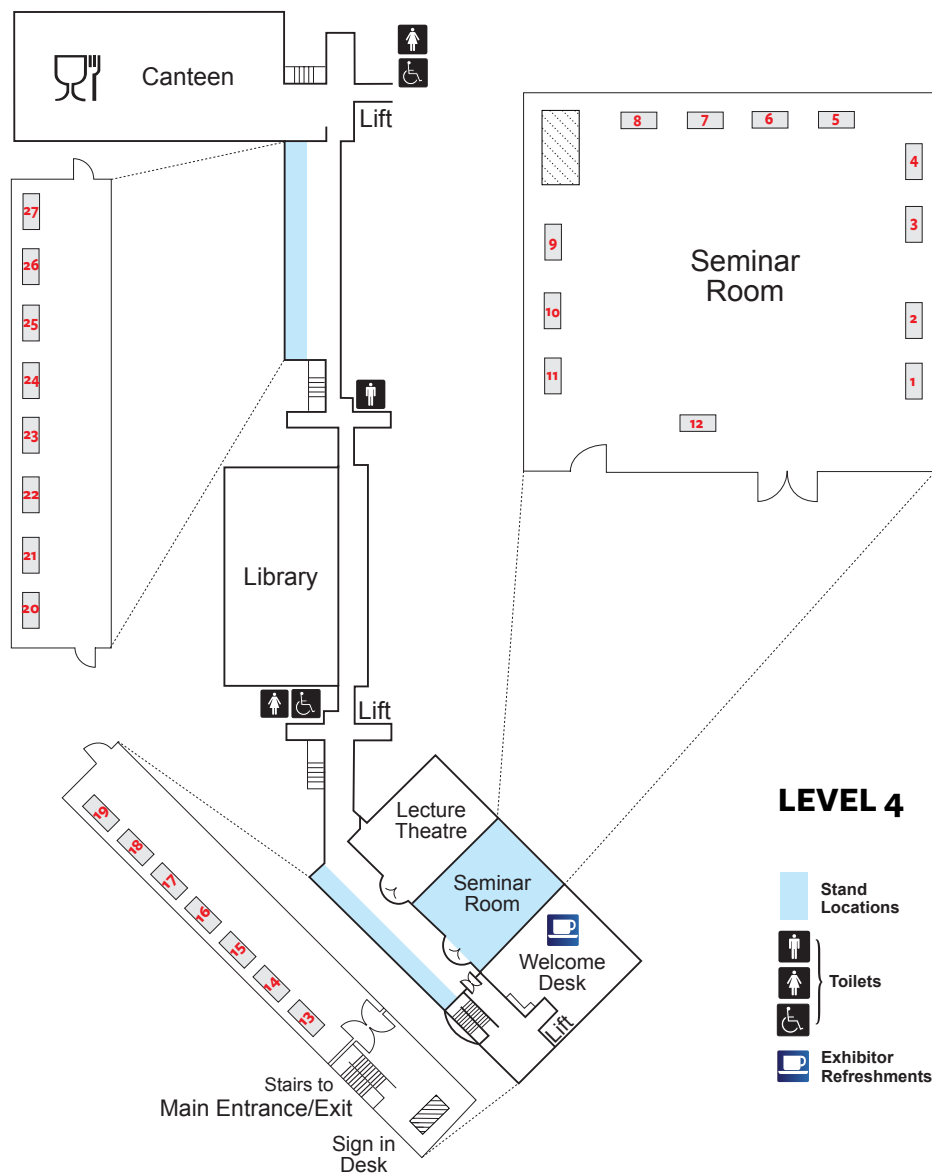 Canteen
Lift
8
7
6
5
4
3
2
1
9
10
11
12
Seminar
Room
27
26
25
24
23
22
21
20
Library
Lift
Lecture
Theatre
Seminar
Room
Welcome
Desk
Lift
19
18
17
16
15
14
13
Stairs to
Main Entrance/Exit
Sign in
Desk
LEVEL 4
Stand
Locations
Toilets
Exhibitor
Refreshments